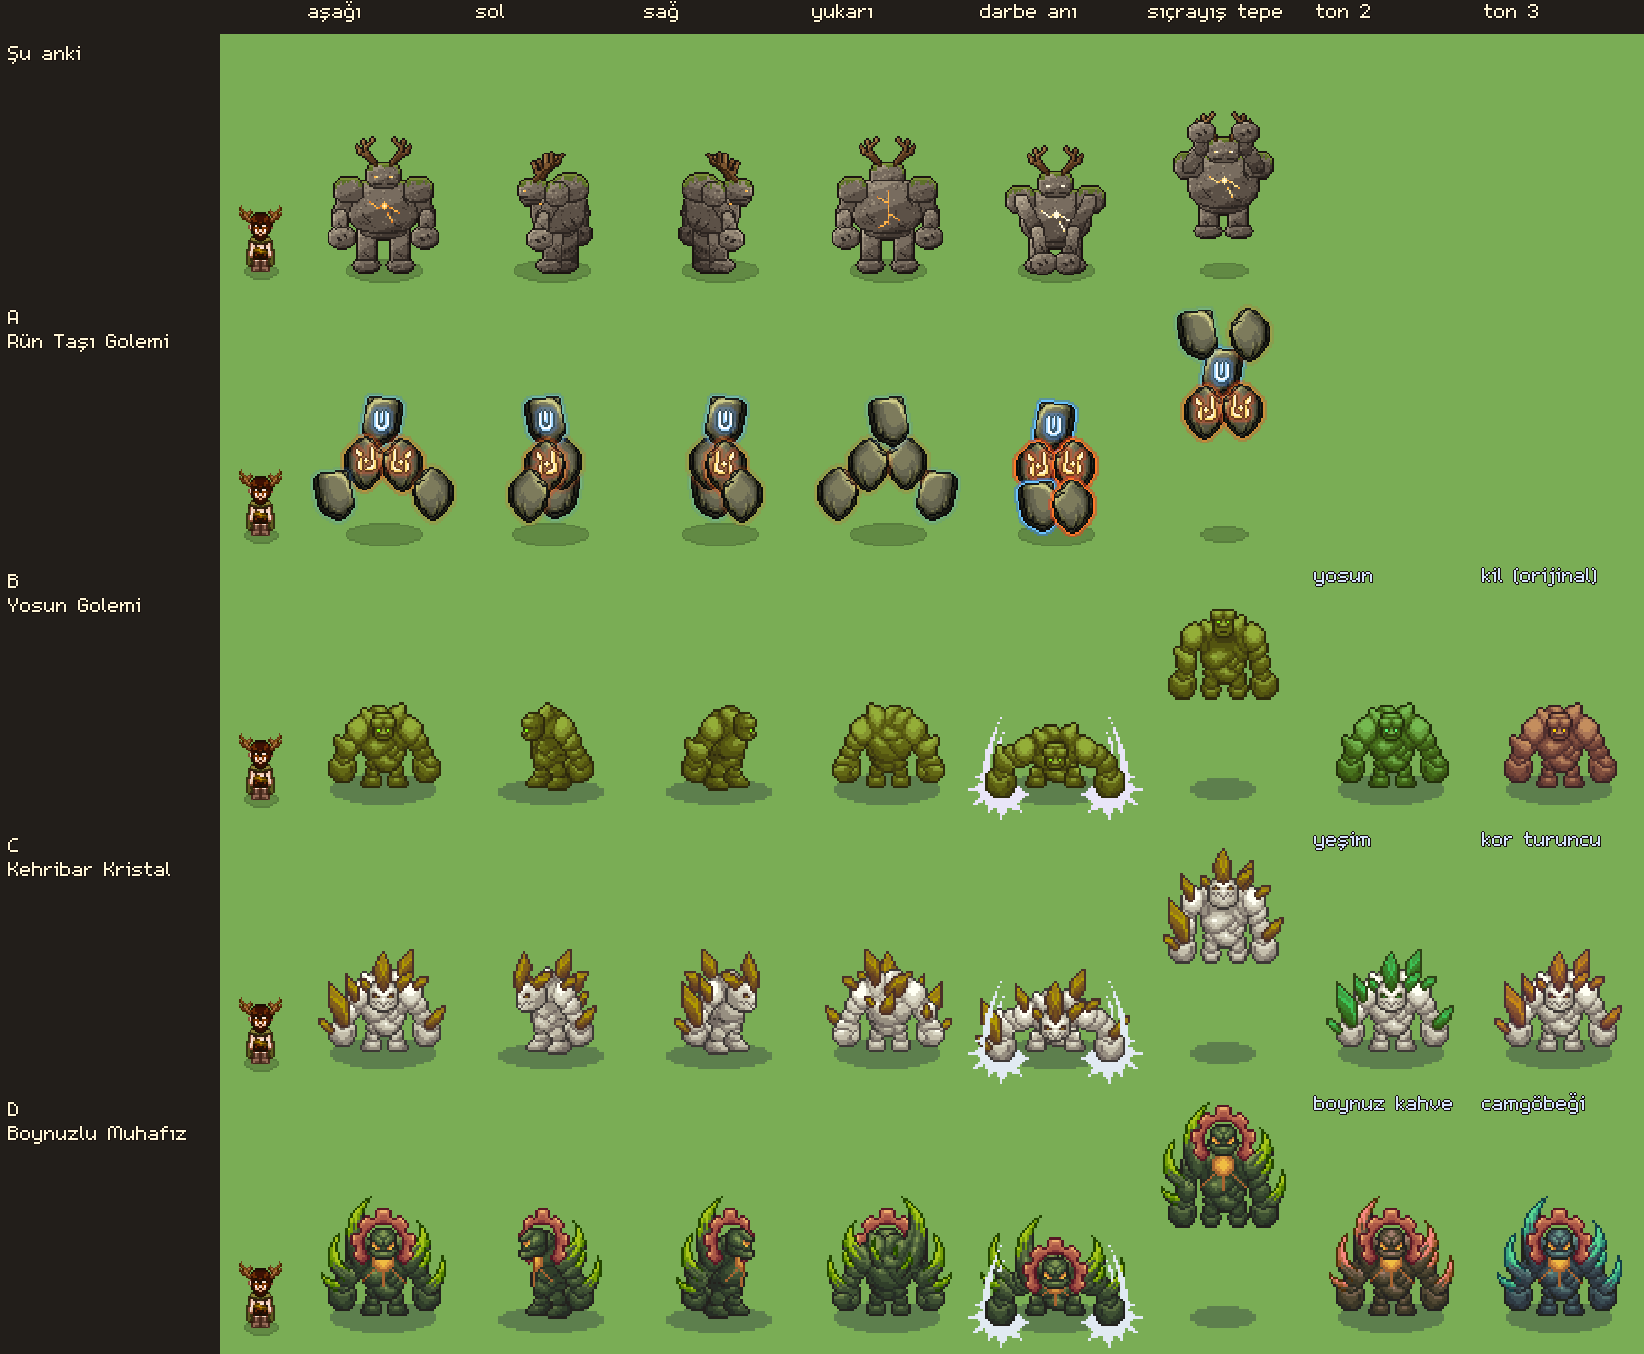 aşağı sol sağ yukarı darbe anı sıçrayış tepe ton 2 ton 3
Şu anki
A
Rün Taşı Golemi
B
Yosun Golemi
yosun kil (orijinal)
C
Kehribar Kristal
yeşim kor turuncu
D
Boynuzlu Muhafız
boynuz kahve camgöbeği